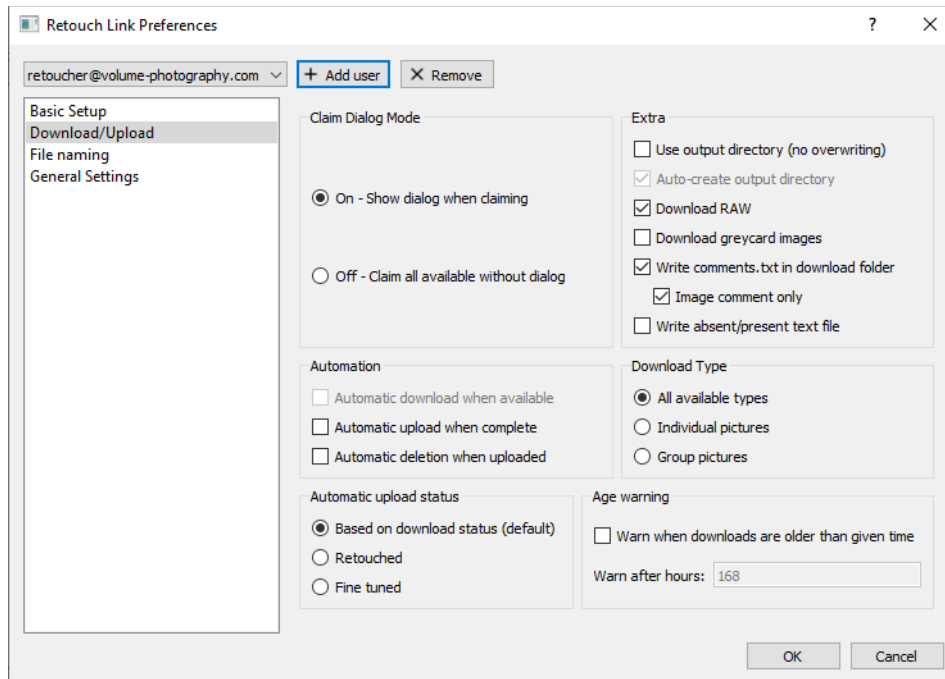 Retouch Link Preferences
retoucher@volume-photography.com
Add user
Remove
Basic Setup
Download/Upload
File naming
General Settings
Claim Dialog Mode
On - Show dialog when claiming
Off - Claim all available without dialog
Extra
Use output directory (no overwriting)
Auto-create output directory
Download RAW
Download greycard images
Write comments.txt in download folder
Image comment only
Write absent/present text file
Automation
Automatic download when available
Automatic upload when complete
Automatic deletion when uploaded
Download Type
All available types
Individual pictures
Group pictures
Automatic upload status
Based on download status (default)
Retouched
Fine tuned
Age warning
Warn when downloads are older than given time
Warn after hours: 168
OK
Cancel